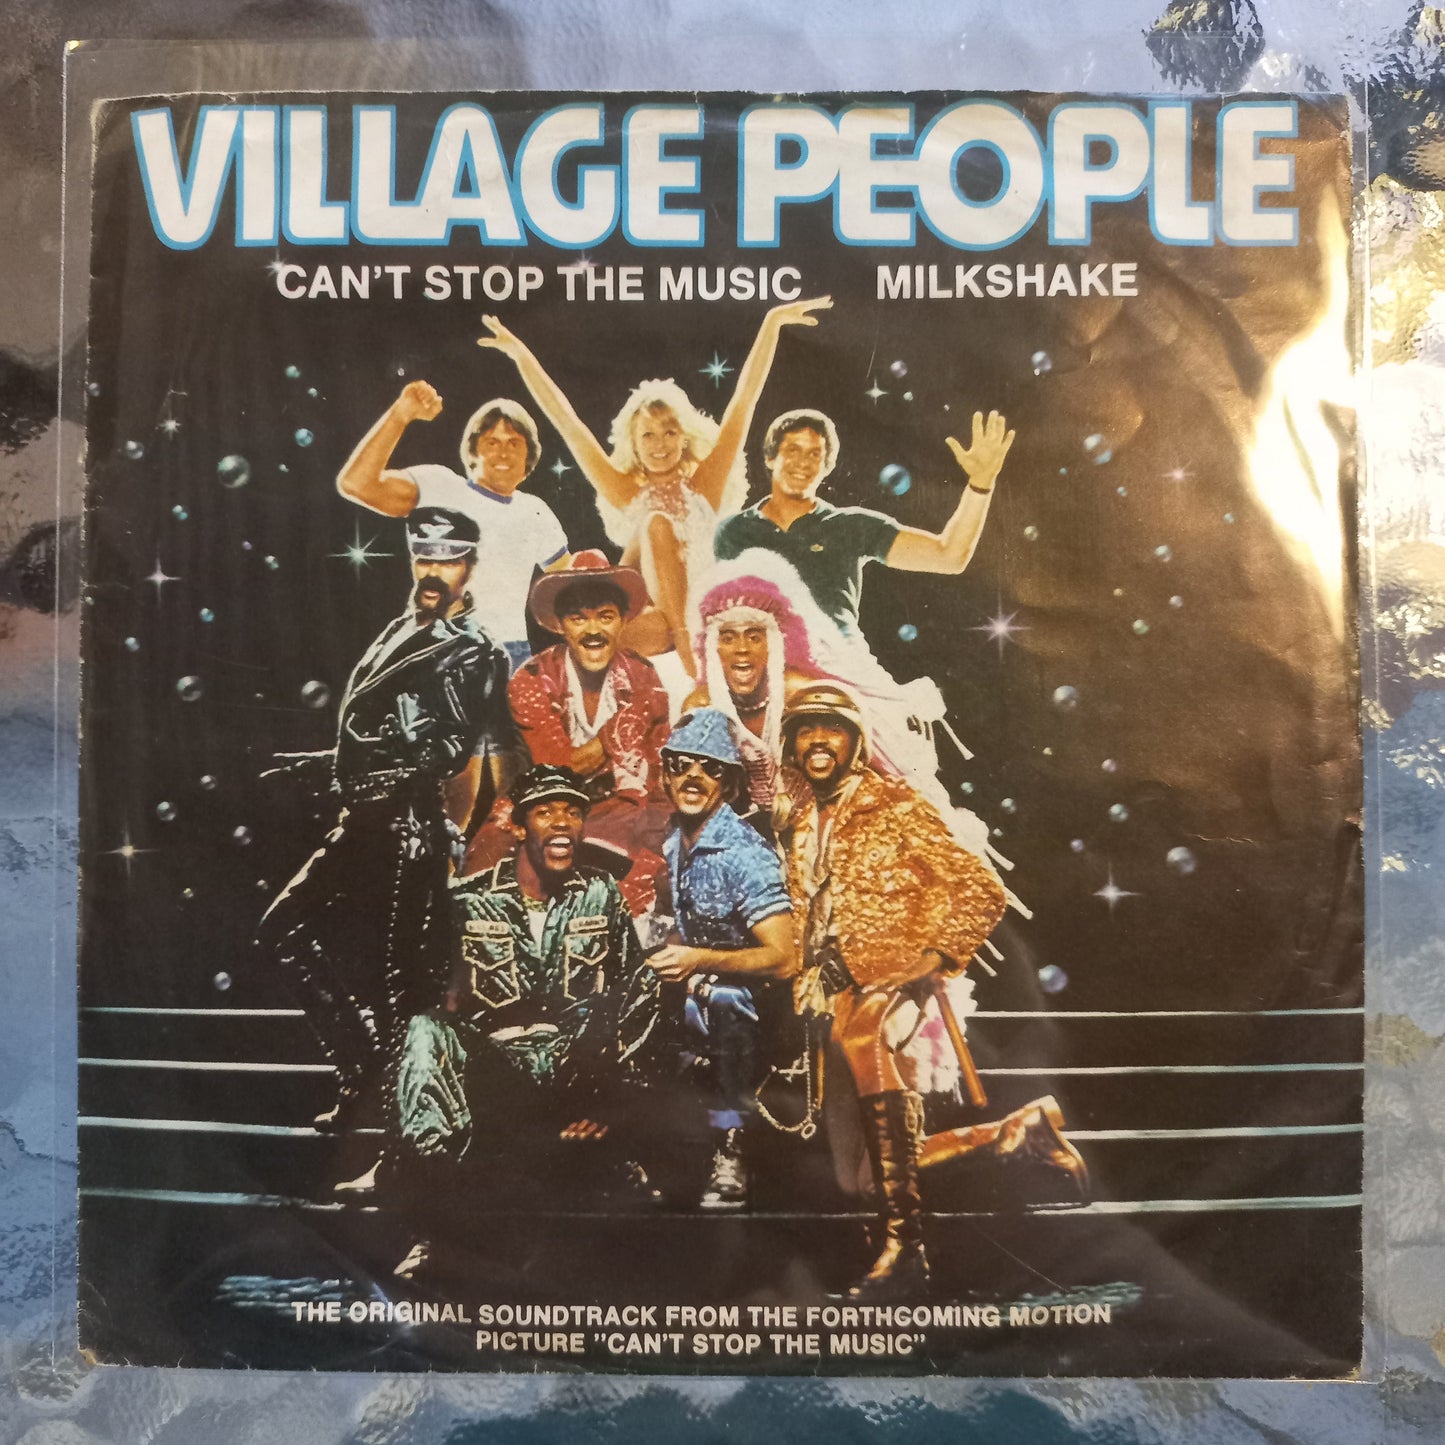 VILLAGE PEOPLE
CAN'T STOP THE MUSIC MILKSHAKE
THE ORIGINAL SOUNDTRACK FROM THE FORTHCOMING MOTION
PICTURE "CAN'T STOP THE MUSIC"